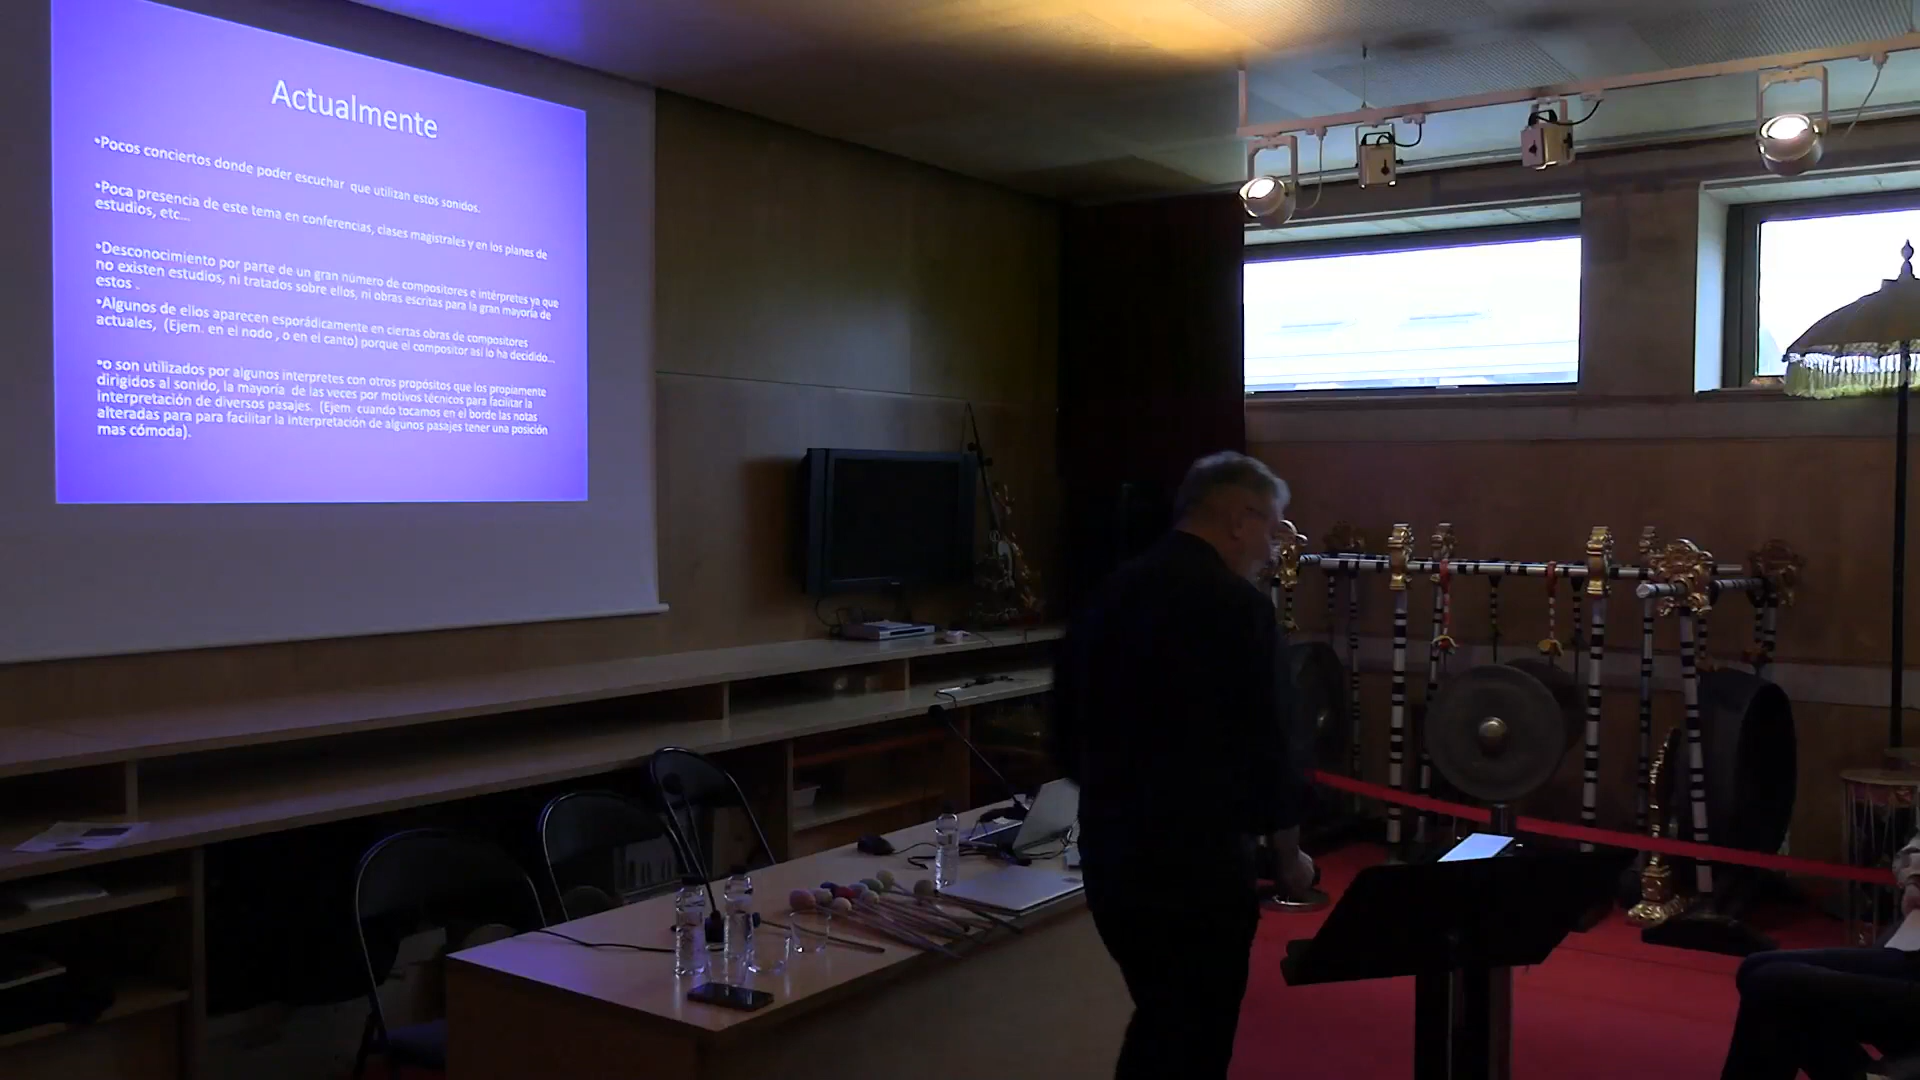 Actualmente
•Pocos conciertos donde poder escuchar que utilizan estos sonidos.
•Poca presencia de este tema en conferencias, clases magistrales y en los planes de
estudios, etc...
•Desconocimiento por parte de un gran número de compositores e intérpretes ya que
no existen estudios, ni tratados sobre ellos, ni obras escritas para la gran mayoría de
estos .
•Algunos de ellos aparecen esporádicamente en ciertas obras de compositores
actuales, (Ejem. en el nodo , o en el canto) porque el compositor así lo ha decidido...
•o son utilizados por algunos interpretes con otros propósitos que los propiamente
dirigidos al sonido, la mayoría de las veces por motivos técnicos para facilitar la
interpretación de diversos pasajes. (Ejem. cuando tocamos en el borde las notas
alteradas para para facilitar la interpretación de algunos pasajes tener una posición
mas cómoda).